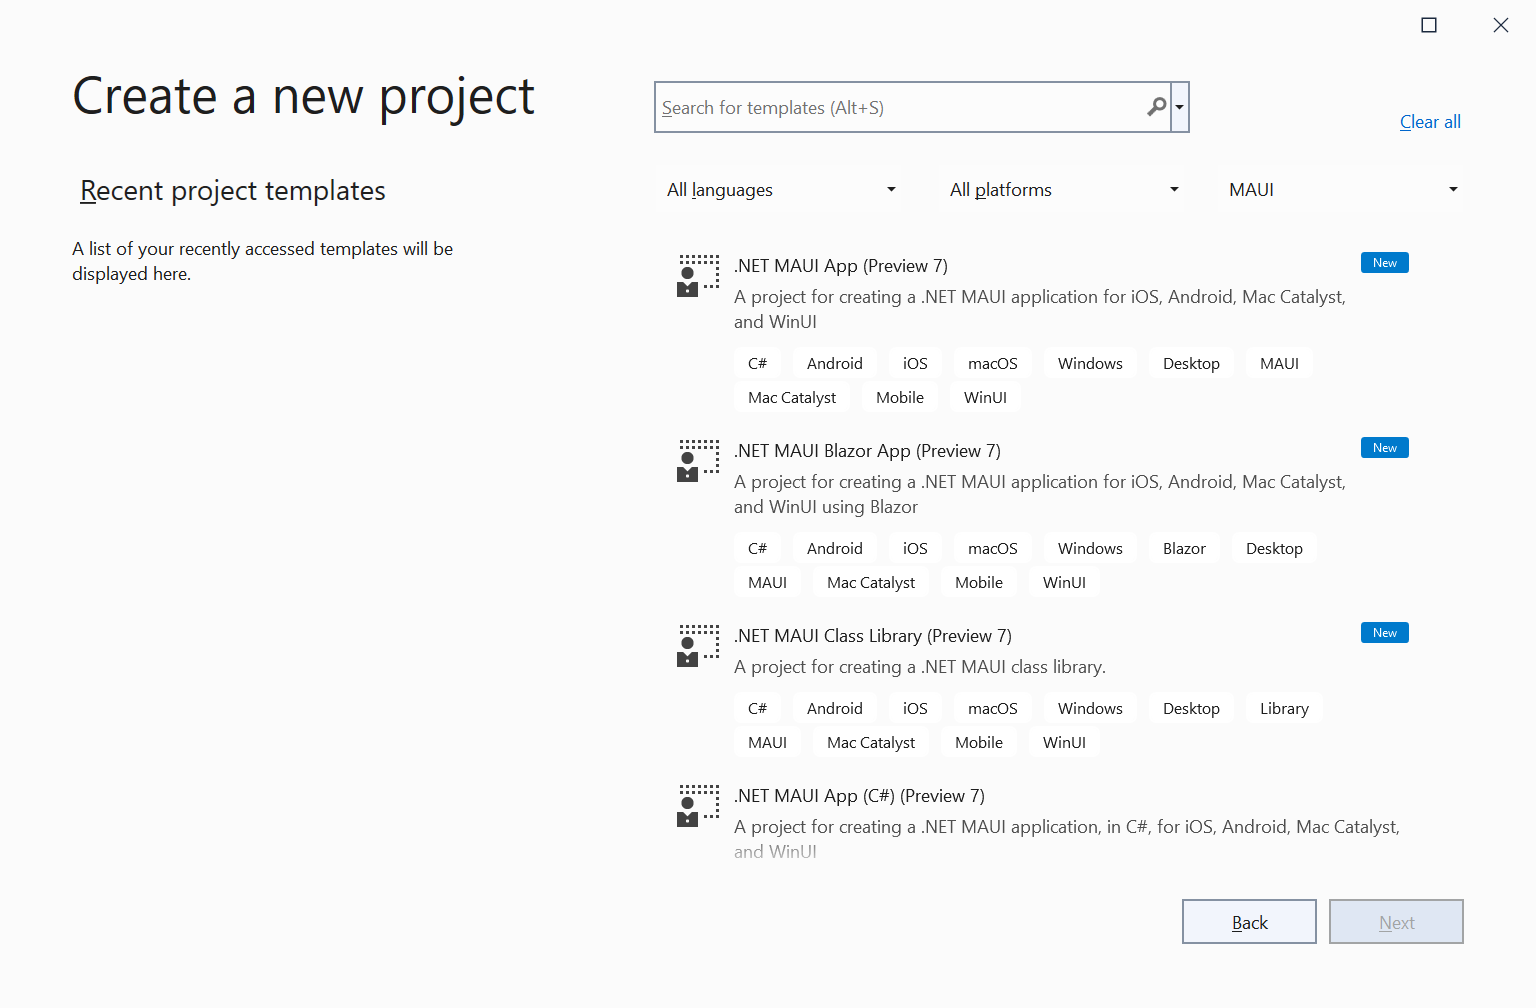 Create a new project
Search for templates (Alt+S)
Clear all
Recent project templates
A list of your recently accessed templates will be
displayed here.
All languages
All platforms
MAUI
.NET MAUI App (Preview 7)
New
A project for creating a .NET MAUI application for iOS, Android, Mac Catalyst,
and WinUI
C# Android iOS macOS Windows Desktop MAUI
Mac Catalyst Mobile WinUI
.NET MAUI Blazor App (Preview 7)
New
A project for creating a .NET MAUI application for iOS, Android, Mac Catalyst,
and WinUI using Blazor
C# Android iOS macOS Windows Blazor Desktop
MAUI Mac Catalyst Mobile WinUI
.NET MAUI Class Library (Preview 7)
New
A project for creating a .NET MAUI class library.
C# Android iOS macOS Windows Desktop Library
MAUI Mac Catalyst Mobile WinUI
.NET MAUI App (C#) (Preview 7)
A project for creating a .NET MAUI application, in C#, for iOS, Android, Mac Catalyst,
and WinUI
Back
Next